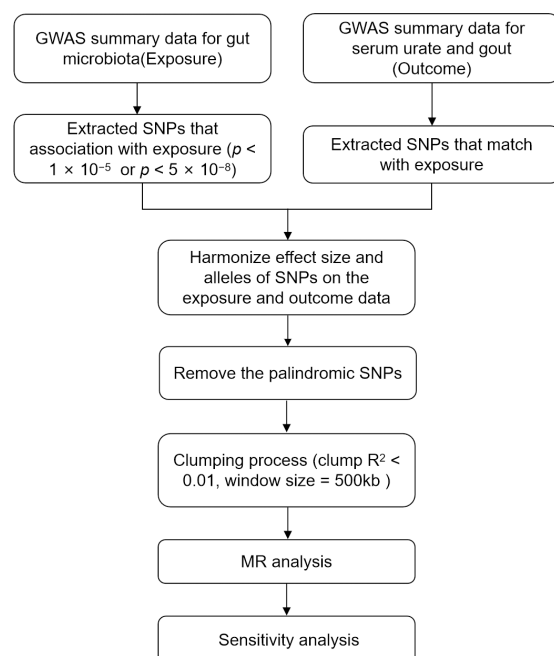 GWAS summary data for gut
microbiota(Exposure)
GWAS summary data for
serum urate and gout
(Outcome)
Extracted SNPs that
association with exposure (p <
1 × 10⁻⁵ or p < 5 × 10⁻⁸)
Extracted SNPs that match
with exposure
Harmonize effect size and
alleles of SNPs on the
exposure and outcome data
Remove the palindromic SNPs
Clumping process (clump R² <
0.01, window size = 500kb )
MR analysis
Sensitivity analysis